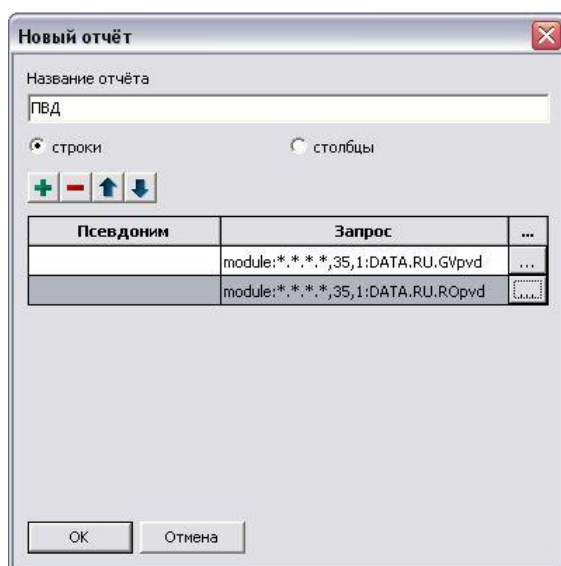 Новый отчёт
Название отчёта
ПВД
строки столбцы
Псевдоним Запрос ...
module:*.*.*.*,35,1:DATA.RU.GVpvd ...
module:*.*.*.*,35,1:DATA.RU.ROpvd ...
OK Отмена